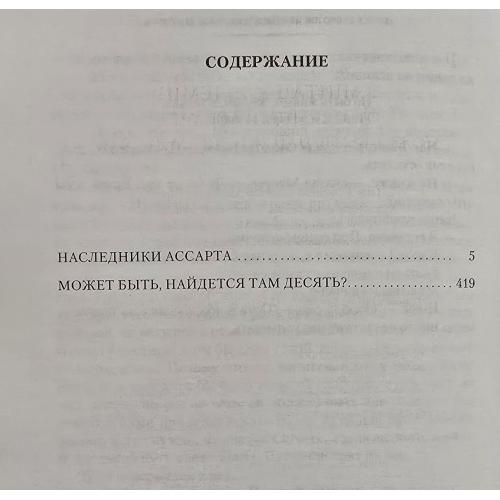 СОДЕРЖАНИЕ
НАСЛЕДНИКИ АССАРТА . . . . . . . . . . . . . . . . . . . . . . . . . . . . . . . . . . 5
МОЖЕТ БЫТЬ, НАЙДЕТСЯ ТАМ ДЕСЯТЬ?. . . . . . . . . . . . . . . . . 419